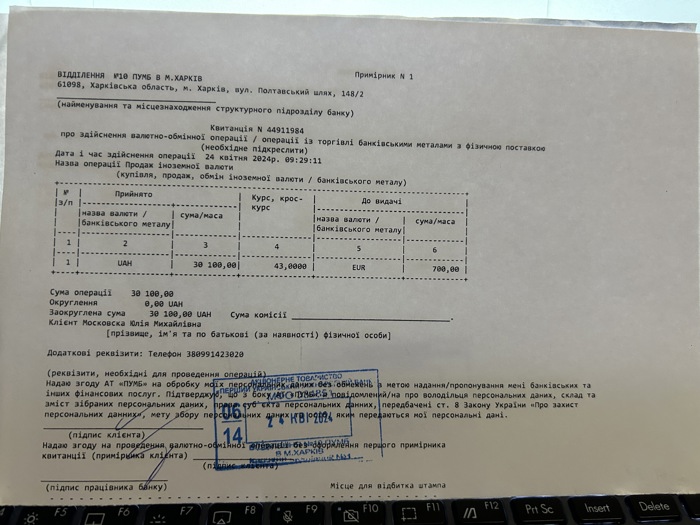 ВІДДІЛЕННЯ №10 ПУМБ В М.ХАРКІВ Примірник N 1
61098, Харківська область, м. Харків, вул. Полтавський шлях, 148/2
(найменування та місцезнаходження структурного підрозділу банку)
Квитанція N 44911984
про здійснення валютно-обмінної операції / операції із торгівлі банківськими металами з фізичною поставкою
(необхідне підкреслити)
Дата і час здійснення операції 24 квітня 2024р. 09:29:11
Назва операції Продаж іноземної валюти
(купівля, продаж, обмін іноземної валюти / банківського металу)
№ з/п Прийнято Курс, крос-курс До видачі
назва валюти / банківського металу сума/маса назва валюти / банківського металу сума/маса
1 2 3 4 5 6
1 UAH 30 100,00 43,0000 EUR 700,00
Сума операції 30 100,00
Округлення 0,00 UAH
Заокруглена сума 30 100,00 UAH Сума комісії
Клієнт Московска Юлія Михайлівна
[прізвище, ім'я та по батькові (за наявності) фізичної особи]
Додаткові реквізити: Телефон 380991423020
(реквізити, необхідні для проведення операцій)
Надаю згоду АТ «ПУМБ» на обробку моїх персональних даних без обмежень з метою надання/пропонування мені банківських та
інших фінансових послуг. Підтверджую, що з боку АТ «ПУМБ» повідомлений/на про володільця персональних даних, склад та
зміст зібраних персональних даних, права суб'єкта персональних даних, передбачені ст. 8 Закону України «Про захист
персональних даних», мету збору персональних даних та осіб, яким передаються мої персональні дані.
(підпис клієнта)
Надаю згоду на проведення валютно-обмінної операції без оформлення першого примірника
квитанції (примірника клієнта)
(підпис клієнта)
(підпис працівника банку) Місце для відбитка штампа
АКЦІОНЕРНЕ ТОВАРИСТВО
06
14
24 КВІ 2024
В М.ХАРКІВ
F5 F6 F7 F8 F9 F10 F11 F12 Prt Sc Insert Delete